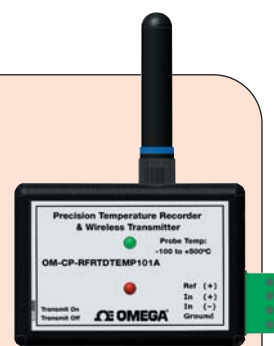 Precision Temperature Recorder
& Wireless Transmitter
Probe Temp:
-100 to +500ºC
OM-CP-RFRTDTEMP101A
Ref (+)
In (+)
In (-)
Ground
Transmit On
Transmit Off
ΩE OMEGA®